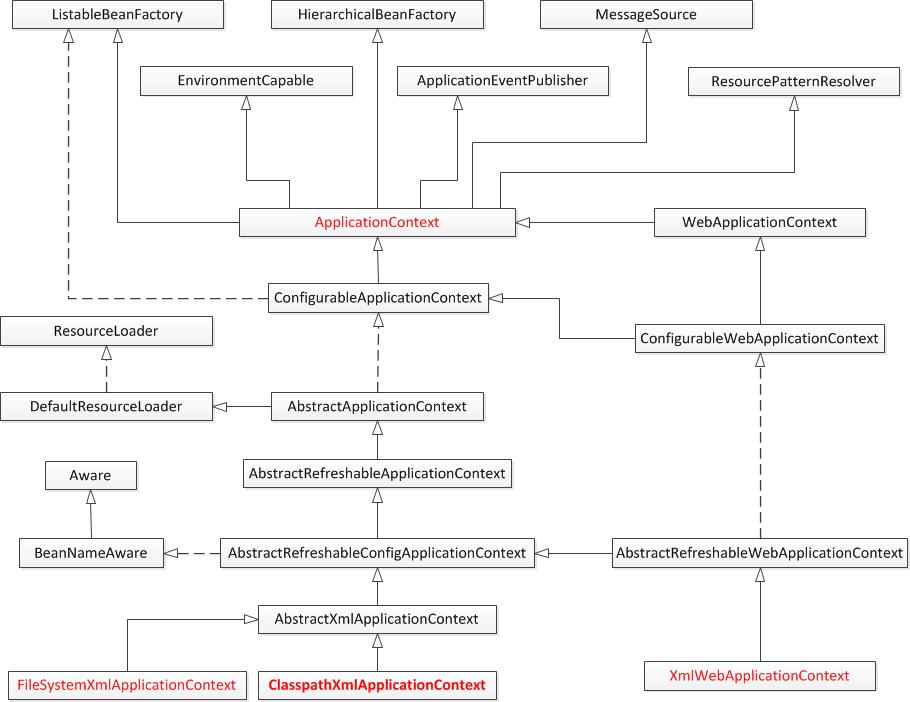 ListableBeanFactory
HierarchicalBeanFactory
MessageSource
EnvironmentCapable
ApplicationEventPublisher
ResourcePatternResolver
ApplicationContext
WebApplicationContext
ConfigurableApplicationContext
ResourceLoader
ConfigurableWebApplicationContext
DefaultResourceLoader
AbstractApplicationContext
Aware
AbstractRefreshableApplicationContext
BeanNameAware
AbstractRefreshableConfigApplicationContext
AbstractRefreshableWebApplicationContext
AbstractXmlApplicationContext
FileSystemXmlApplicationContext
ClasspathXmlApplicationContext
XmlWebApplicationContext